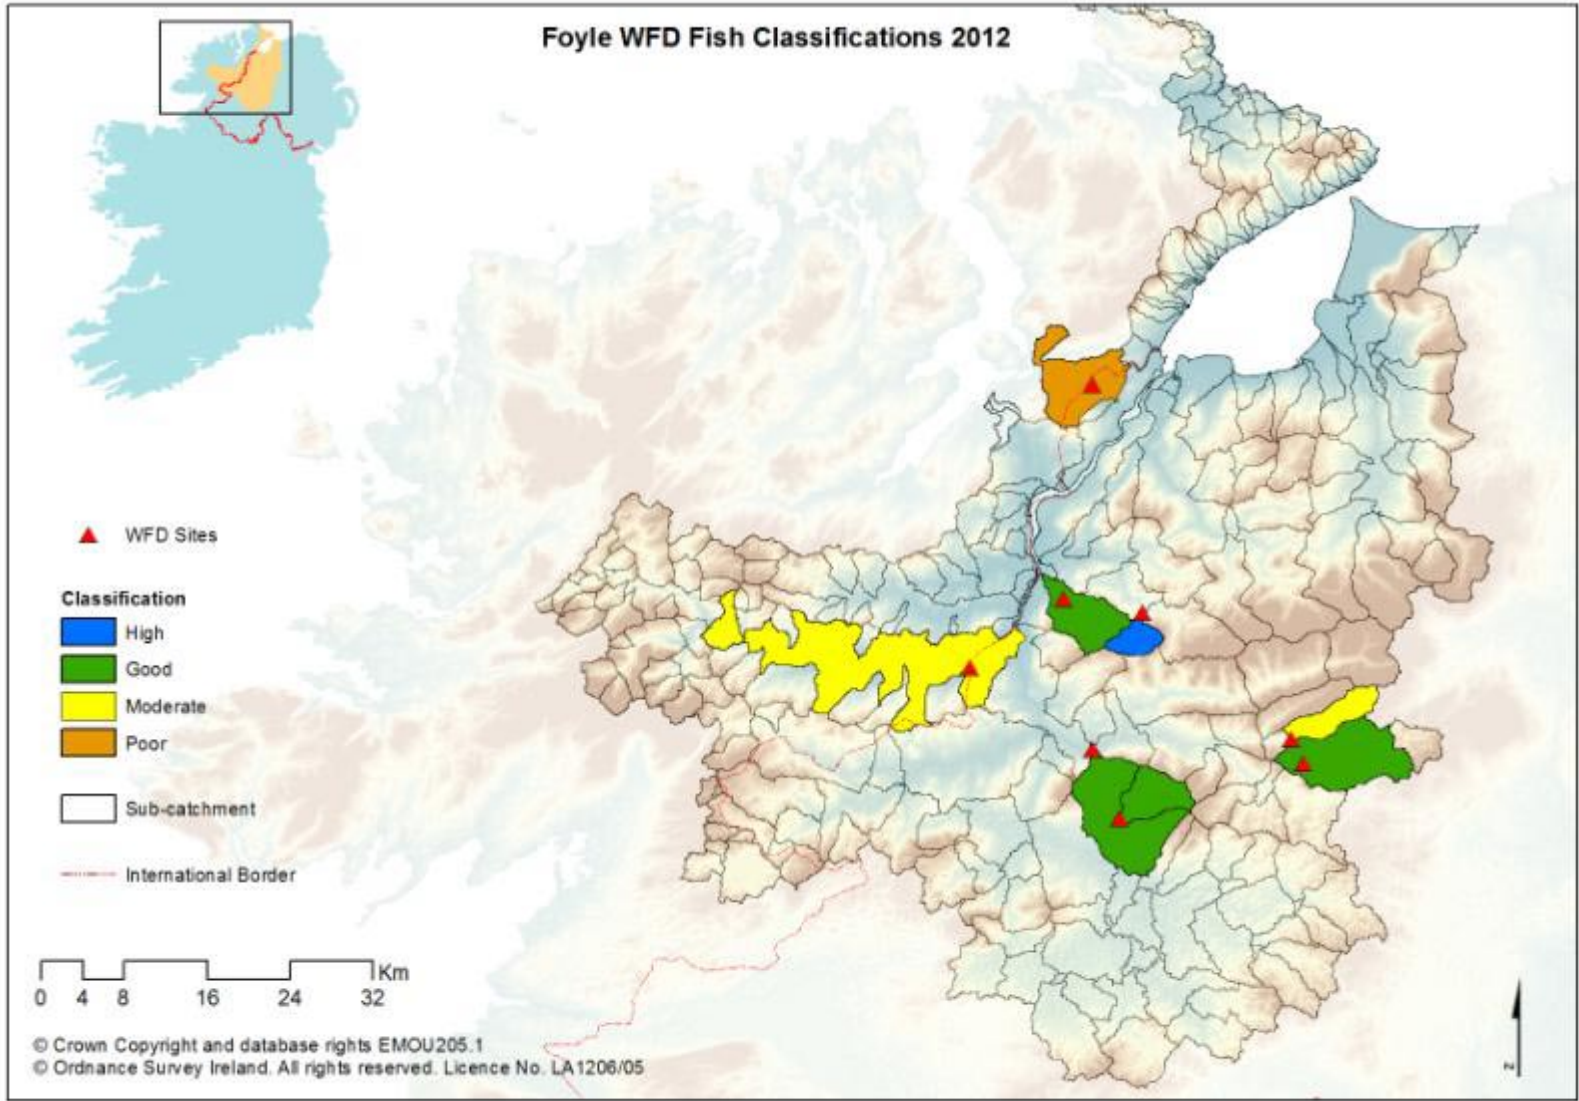 Foyle WFD Fish Classifications 2012
WFD Sites
Classification
High
Good
Moderate
Poor
Sub-catchment
International Border
Km
0 4 8 16 24 32
© Crown Copyright and database rights EMOU205.1
© Ordnance Survey Ireland. All rights reserved. Licence No. LA1206/05
N